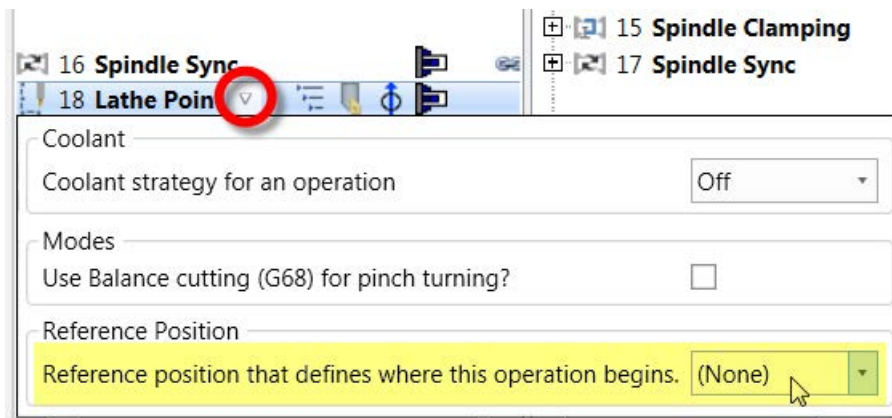 15 Spindle Clamping
16 Spindle Sync
17 Spindle Sync
18 Lathe Poin
Coolant
Coolant strategy for an operation Off
Modes
Use Balance cutting (G68) for pinch turning?
Reference Position
Reference position that defines where this operation begins. (None)